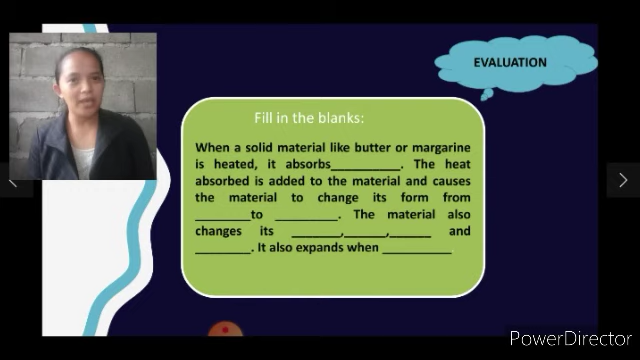 EVALUATION
Fill in the blanks:
When a solid material like butter or margarine
is heated, it absorbs__________. The heat
absorbed is added to the material and causes
the material to change its form from
________to _________. The material also
changes its _______,______,______ and
________. It also expands when __________
PowerDirector